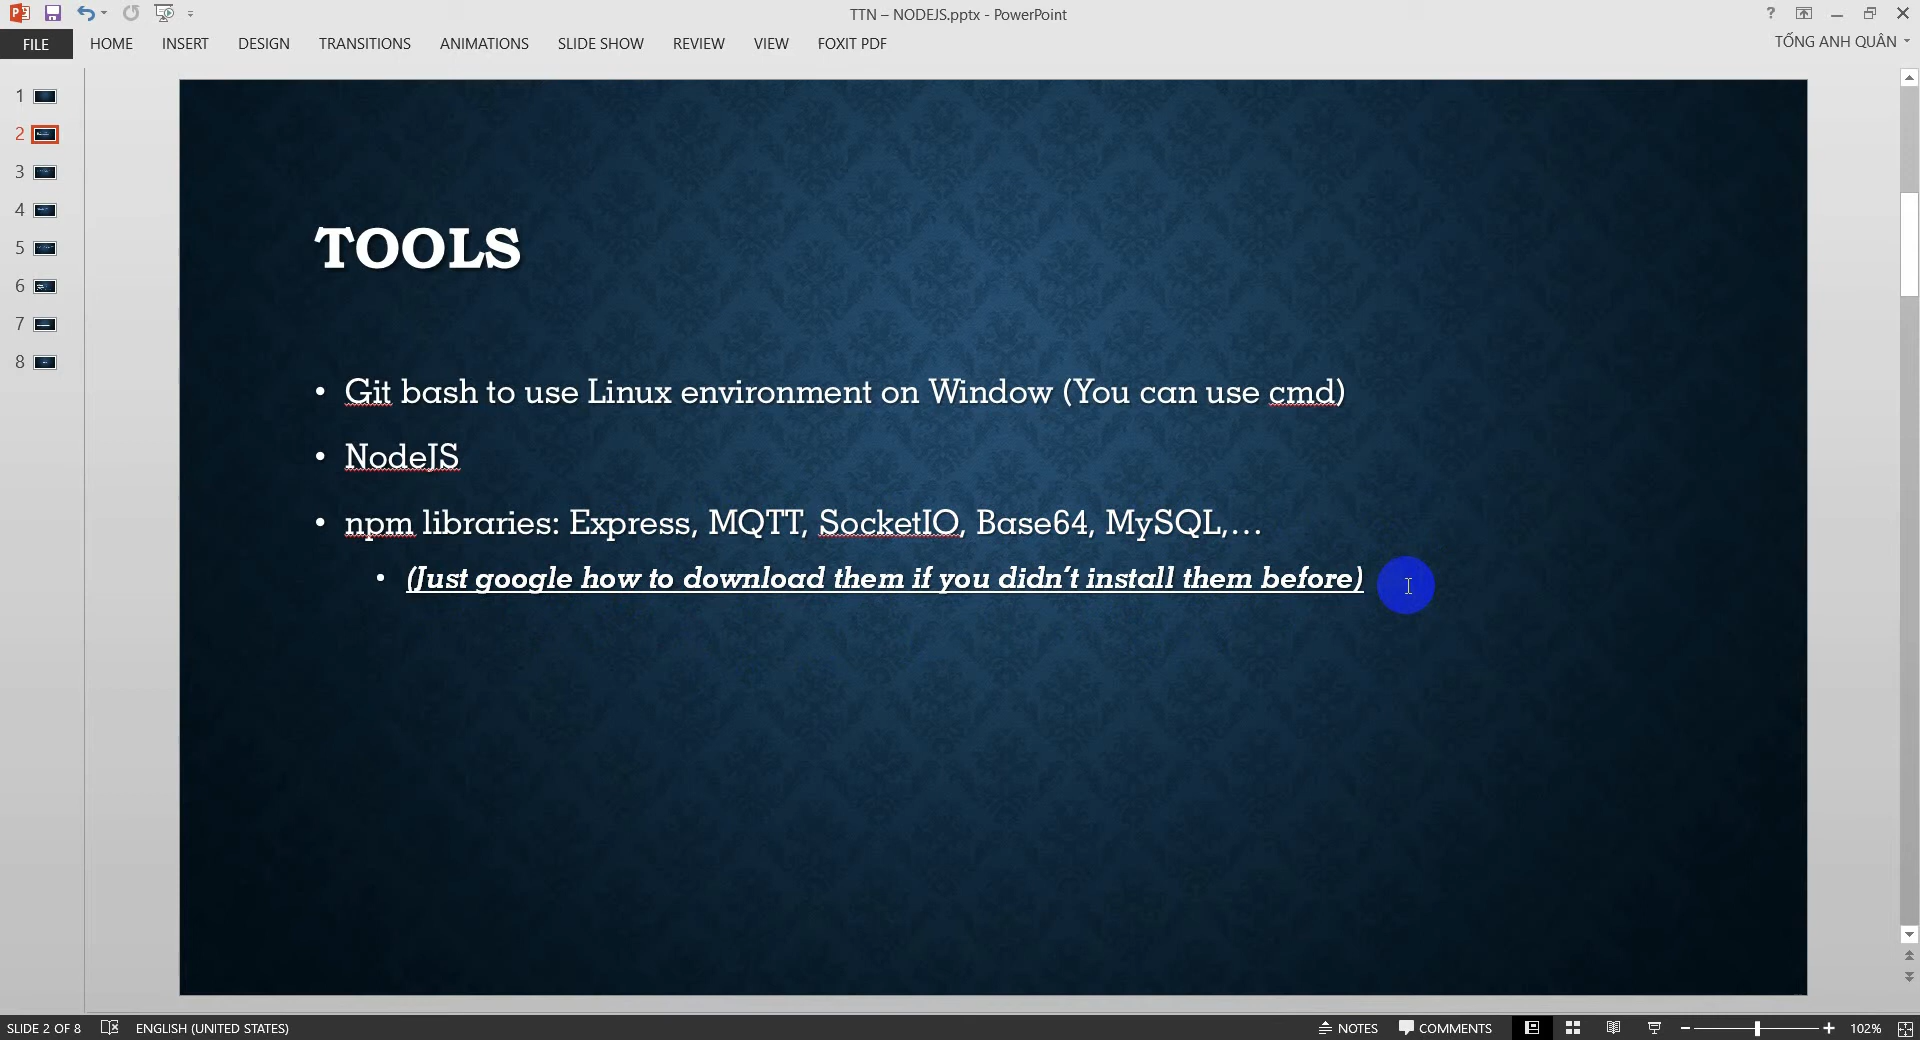 TTN – NODEJS.pptx - PowerPoint
FILE HOME INSERT DESIGN TRANSITIONS ANIMATIONS SLIDE SHOW REVIEW VIEW FOXIT PDF TỐNG ANH QUÂN
1
2
3
4
5
6
7
8
TOOLS
• Git bash to use Linux environment on Window (You can use cmd)
• NodeJS
• npm libraries: Express, MQTT, SocketIO, Base64, MySQL,…
• (Just google how to download them if you didn’t install them before)
SLIDE 2 OF 8 ENGLISH (UNITED STATES) NOTES COMMENTS 102%